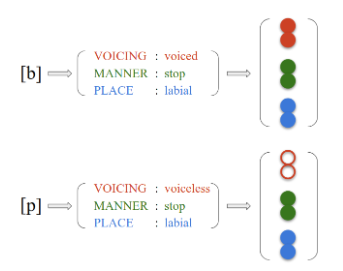 VOICING : voiced
[b] MANNER : stop
PLACE : labial
VOICING : voiceless
[p] MANNER : stop
PLACE : labial